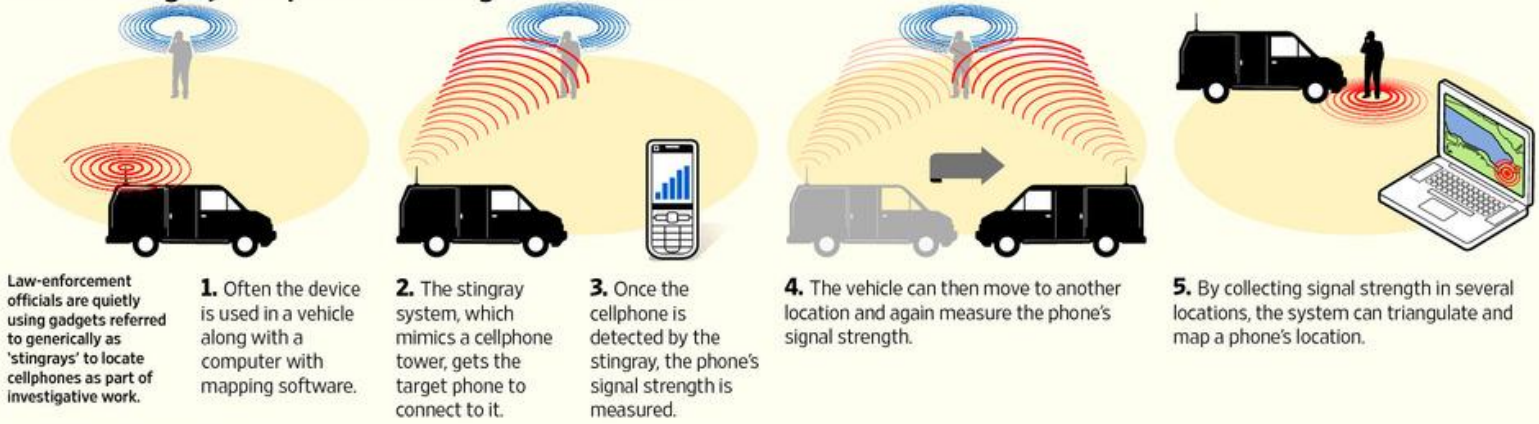 Law-enforcement
officials are quietly
using gadgets referred
to generically as
'stingrays' to locate
cellphones as part of
investigative work.
1. Often the device
is used in a vehicle
along with a
computer with
mapping software.
2. The stingray
system, which
mimics a cellphone
tower, gets the
target phone to
connect to it.
3. Once the
cellphone is
detected by the
stingray, the phone's
signal strength is
measured.
4. The vehicle can then move to another
location and again measure the phone's
signal strength.
5. By collecting signal strength in several
locations, the system can triangulate and
map a phone's location.